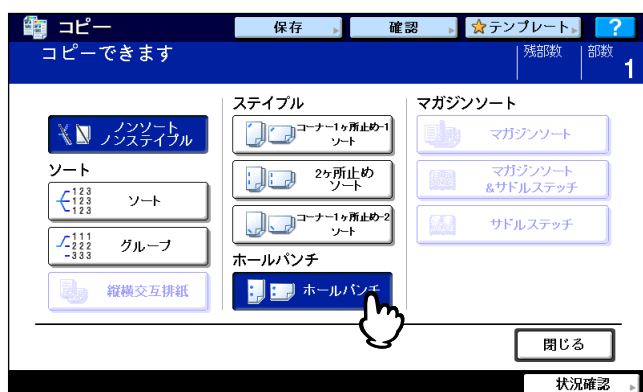 コピー
保存
確認
テンプレート
?
コピーできます
残部数
部数
1
ノンソート
ノンステイプル
ソート
123
123
123
ソート
111
222
333
グループ
縦横交互排紙
ステイプル
コーナー1ヶ所止め-1
ソート
2ケ所止め
ソート
コーナー1ヶ所止め-2
ソート
ホールパンチ
ホールパンチ
マガジンソート
マガジンソート
マガジンソート
&サドルステッチ
サドルステッチ
閉じる
状況確認